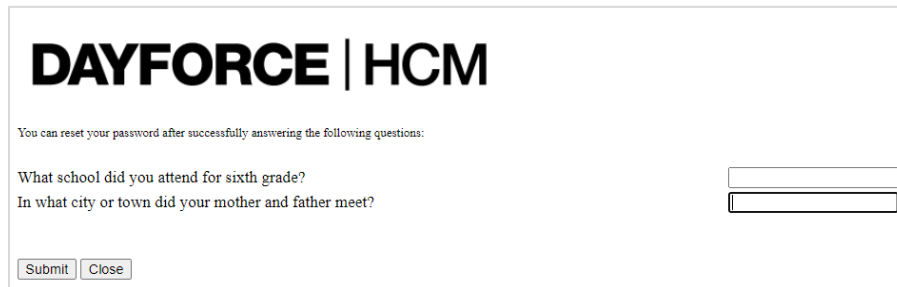 DAYFORCE | HCM
You can reset your password after successfully answering the following questions:
What school did you attend for sixth grade?
In what city or town did your mother and father meet?
Submit Close